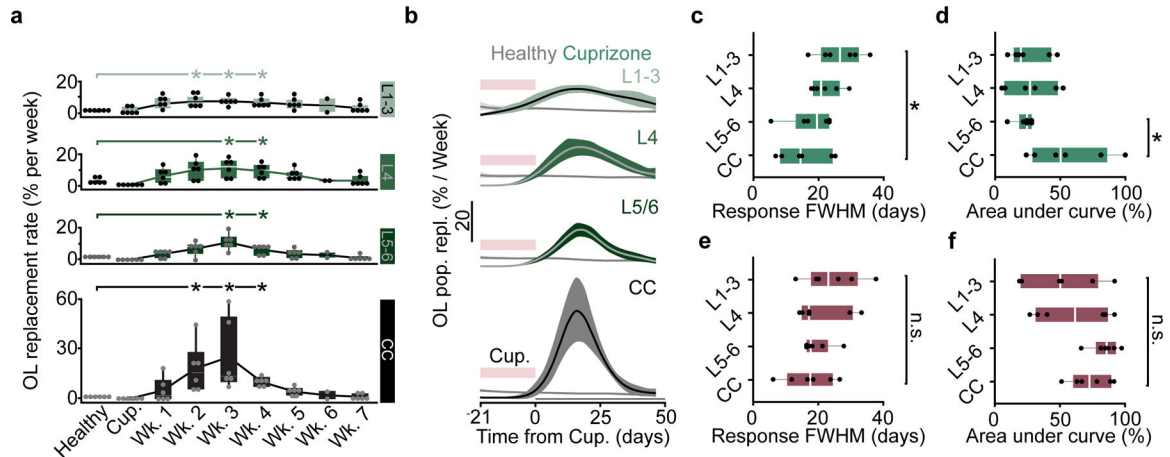 a
OL replacement rate (% per week)
20
10
0
* * *
L1-3
20
10
0
* * *
L4
20
10
0
* *
L5-6
60
30
0
* * *
CC
Healthy
Cup.
Wk. 1
Wk. 2
Wk. 3
Wk. 4
Wk. 5
Wk. 6
Wk. 7
b
Healthy Cuprizone
OL pop. repl. (% / Week)
20
L1-3
L4
L5/6
CC
Cup.
-21 0 25 50
Time from Cup. (days)
c
L1-3
L4
L5-6
CC
*
0 20 40
Response FWHM (days)
d
L1-3
L4
L5-6
CC
*
0 50 100
Area under curve (%)
e
L1-3
L4
L5-6
CC
n.s.
0 20 40
Response FWHM (days)
f
L1-3
L4
L5-6
CC
n.s.
0 50 100
Area under curve (%)